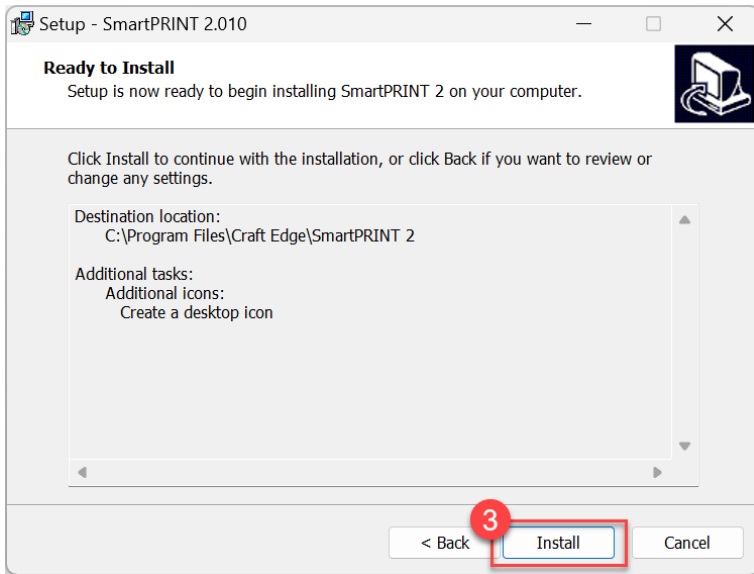 Setup - SmartPRINT 2.010
Ready to Install
Setup is now ready to begin installing SmartPRINT 2 on your computer.
Click Install to continue with the installation, or click Back if you want to review or
change any settings.
Destination location:
C:\Program Files\Craft Edge\SmartPRINT 2
Additional tasks:
Additional icons:
Create a desktop icon
3
< Back
Install
Cancel